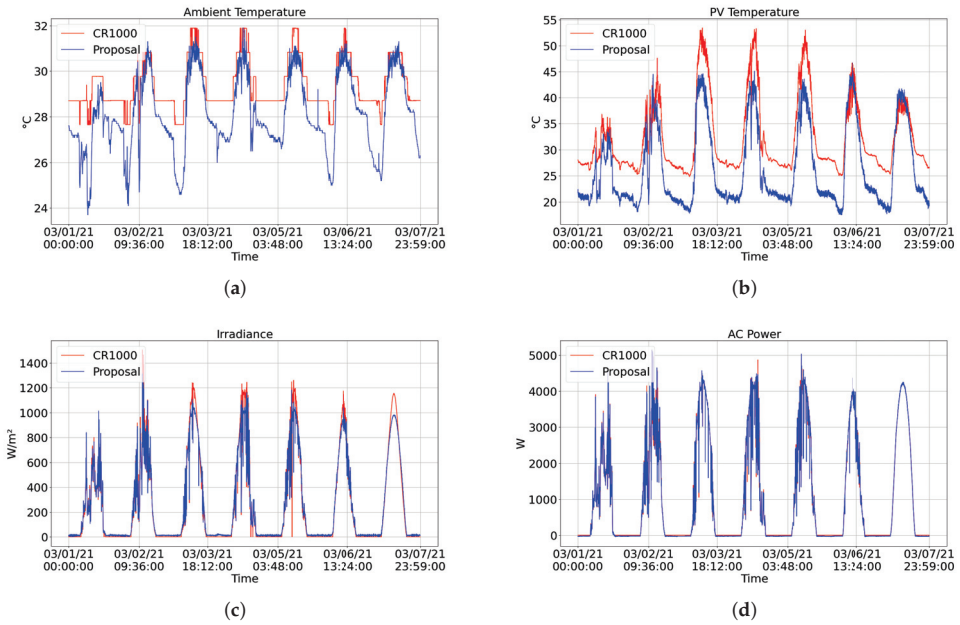 Ambient Temperature
CR1000
Proposal
32
30
28
26
24
°C
03/01/21 03/02/21 03/03/21 03/05/21 03/06/21 03/07/21
00:00:00 09:36:00 18:12:00 03:48:00 13:24:00 23:59:00
Time
(a)
PV Temperature
CR1000
Proposal
55
50
45
40
35
30
25
20
°C
03/01/21 03/02/21 03/03/21 03/05/21 03/06/21 03/07/21
00:00:00 09:36:00 18:12:00 03:48:00 13:24:00 23:59:00
Time
(b)
Irradiance
CR1000
Proposal
1400
1200
1000
800
600
400
200
0
W/m²
03/01/21 03/02/21 03/03/21 03/05/21 03/06/21 03/07/21
00:00:00 09:36:00 18:12:00 03:48:00 13:24:00 23:59:00
Time
(c)
AC Power
CR1000
Proposal
5000
4000
3000
2000
1000
0
W
03/01/21 03/02/21 03/03/21 03/05/21 03/06/21 03/07/21
00:00:00 09:36:00 18:12:00 03:48:00 13:24:00 23:59:00
Time
(d)